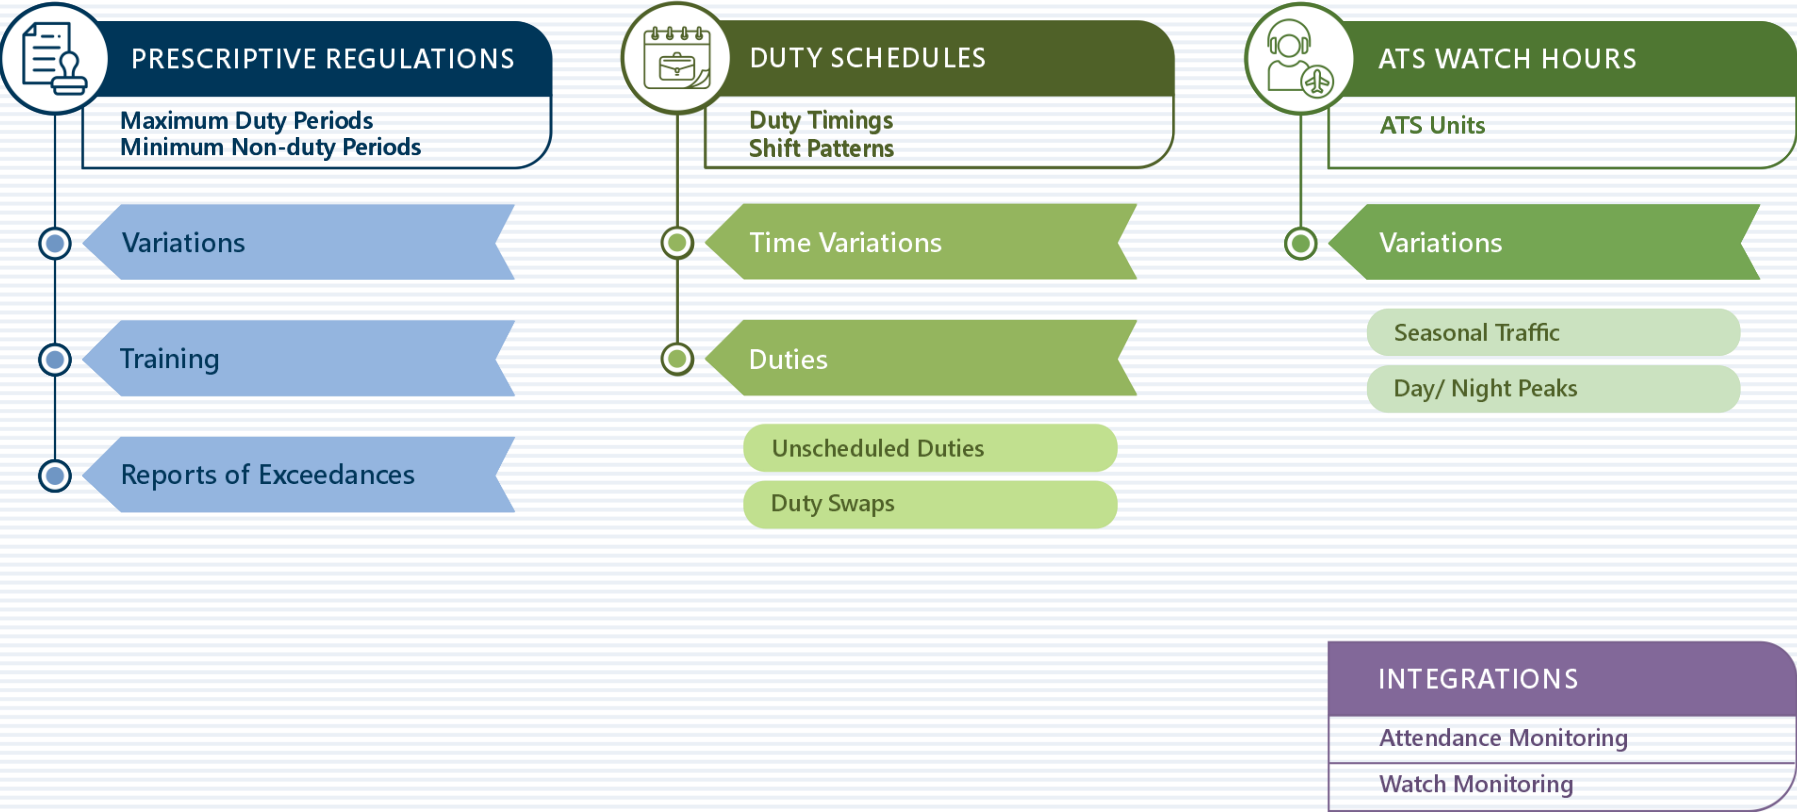 PRESCRIPTIVE REGULATIONS
Maximum Duty Periods
Minimum Non-duty Periods
Variations
Training
Reports of Exceedances
DUTY SCHEDULES
Duty Timings
Shift Patterns
Time Variations
Duties
Unscheduled Duties
Duty Swaps
ATS WATCH HOURS
ATS Units
Variations
Seasonal Traffic
Day/ Night Peaks
INTEGRATIONS
Attendance Monitoring
Watch Monitoring